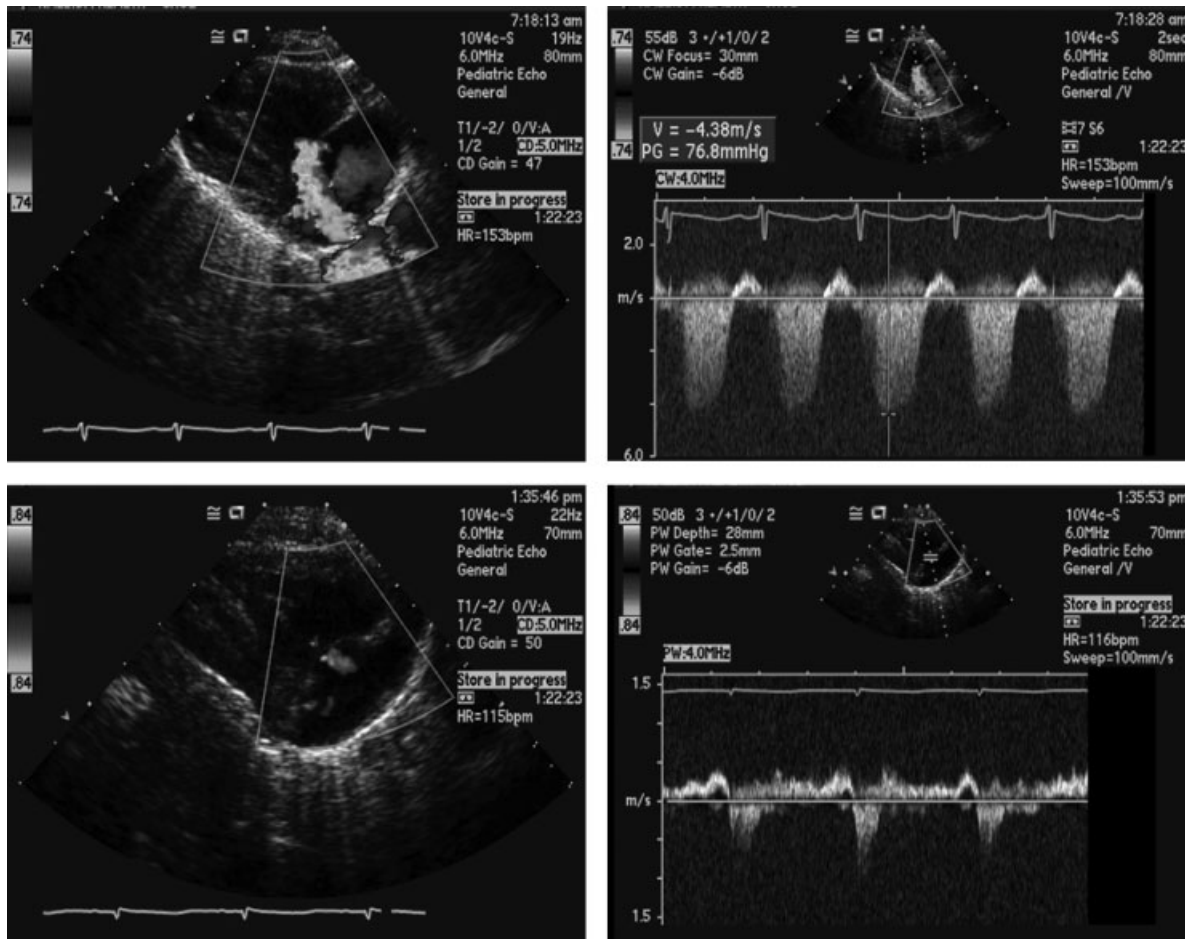 7:18:13 am
.74
10V4c-S 19Hz
6.0MHz 80mm
Pediatric Echo
General
T1/-2/ 0/V:A
1/2 CD:5.0MHz
CD Gain = 47
.74
Store in progress
1:22:23
HR=153bpm
7:18:28 am
.74
55dB 3 +/+1/0/ 2
CW Focus= 30mm
CW Gain= -6dB
10V4c-S 2sec
6.0MHz 80mm
Pediatric Echo
General /V
V = -4.38m/s
PG = 76.8mmHg
.74
7 S6
1:22:23
HR=153bpm
Sweep=100mm/s
CW:4.0MHz
2.0
m/s
6.0
1:35:46 pm
.84
10V4c-S 22Hz
6.0MHz 70mm
Pediatric Echo
General
T1/-2/ 0/V:A
1/2 CD:5.0MHz
CD Gain = 50
.84
Store in progress
1:22:23
HR=115bpm
1:35:53 pm
.84
50dB 3 +/+1/0/ 2
PW Depth= 28mm
PW Gate= 2.5mm
PW Gain= -6dB
10V4c-S
6.0MHz 70mm
Pediatric Echo
General /V
.84
Store in progress
1:22:23
HR=116bpm
Sweep=100mm/s
PW:4.0MHz
1.5
m/s
1.5